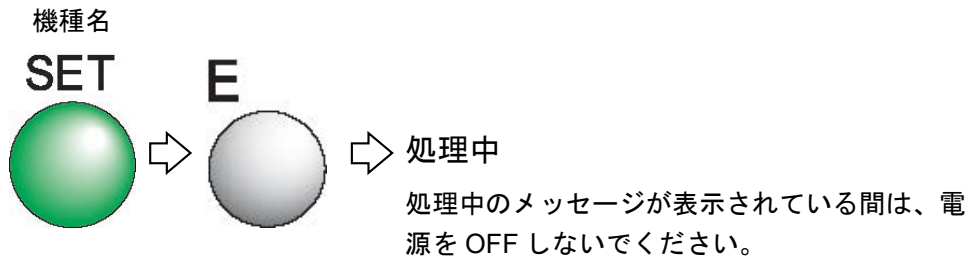 機種名
SET
E
処理中
処理中のメッセージが表示されている間は、電
源を OFF しないでください。